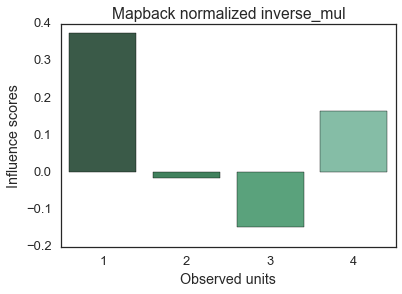 Mapback normalized inverse_mul
0.4
0.3
0.2
0.1
0.0
−0.1
−0.2
Influence scores
1 2 3 4
Observed units